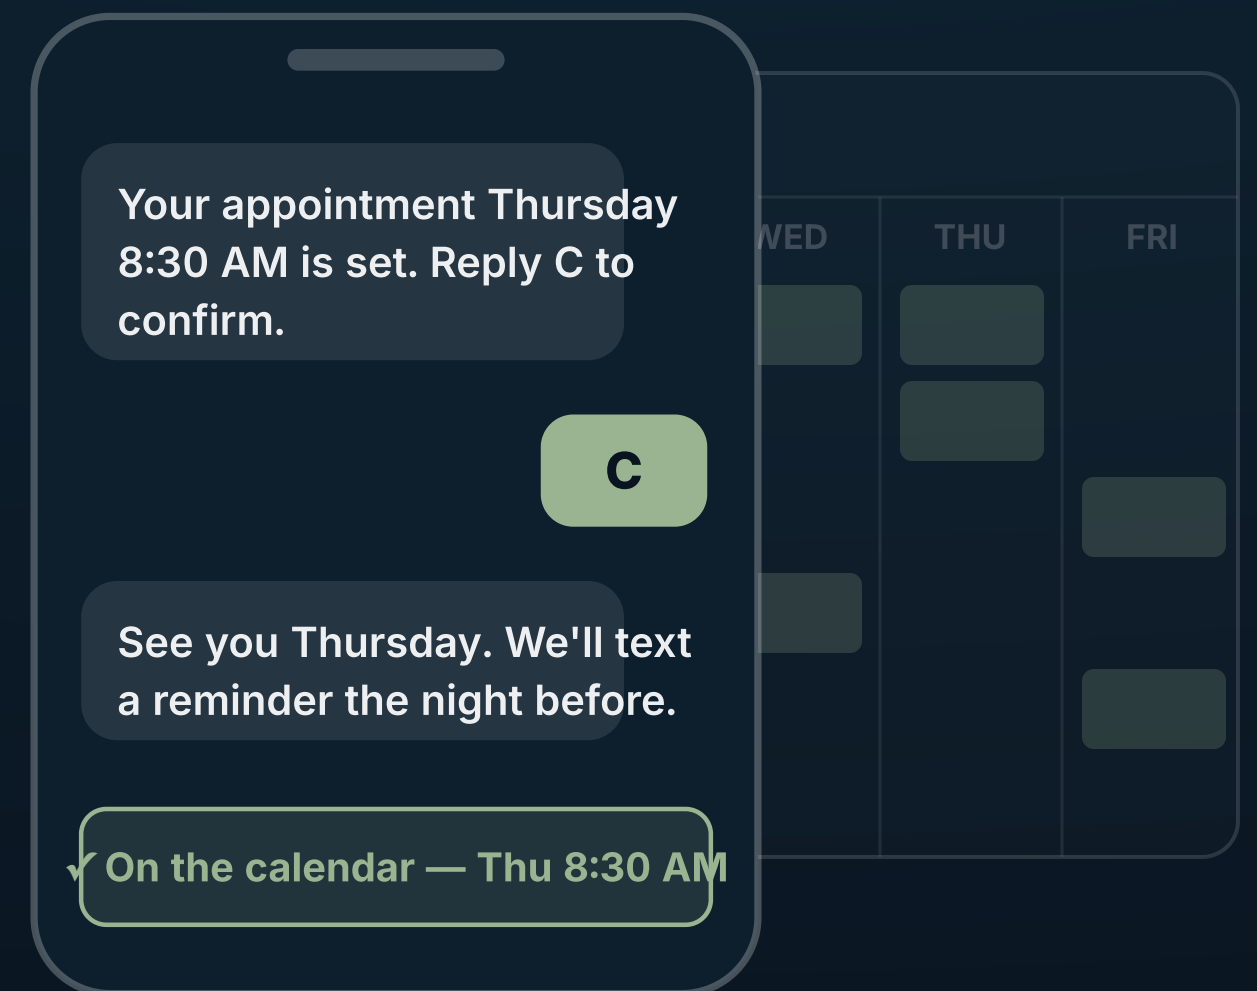 Your appointment Thursday
8:30 AM is set. Reply C to
confirm.
C
See you Thursday. We'll text
a reminder the night before.
✓ On the calendar — Thu 8:30 AM
WED
THU
FRI